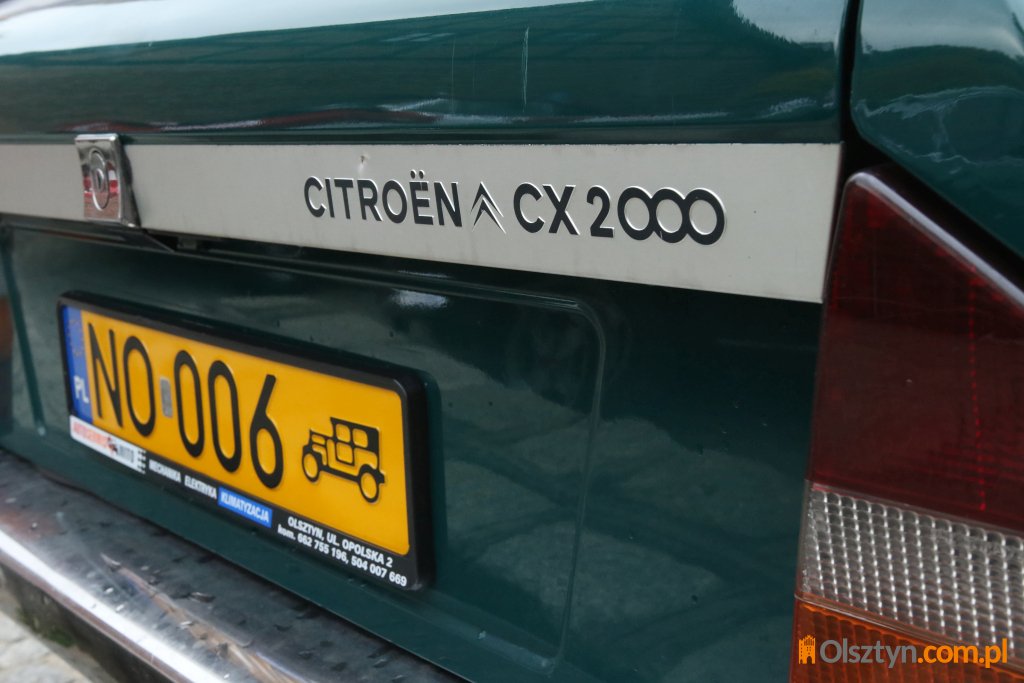 CITROËN CX 2000
PL
NO 006
MECHANIKA ELEKTRYKA KLIMATYZACJA
OLSZTYN, UL. OPOLSKA 2
kom. 662 755 196, 504 007 669
Olsztyn.com.pl